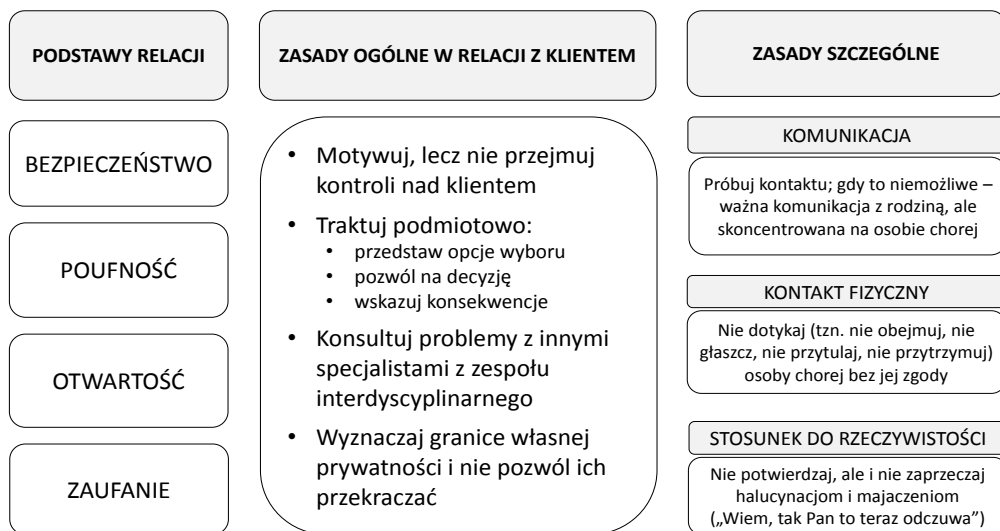 PODSTAWY RELACJI
BEZPIECZEŃSTWO
POUFNOŚĆ
OTWARTOŚĆ
ZAUFANIE
ZASADY OGÓLNE W RELACJI Z KLIENTEM
• Motywuj, lecz nie przejmuj
kontroli nad klientem
• Traktuj podmiotowo:
• przedstaw opcje wyboru
• pozwól na decyzję
• wskazuj konsekwencje
• Konsultuj problemy z innymi
specjalistami z zespołu
interdyscyplinarnego
• Wyznaczaj granice własnej
prywatności i nie pozwól ich
przekraczać
ZASADY SZCZEGÓLNE
KOMUNIKACJA
Próbuj kontaktu; gdy to niemożliwe –
ważna komunikacja z rodziną, ale
skoncentrowana na osobie chorej
KONTAKT FIZYCZNY
Nie dotykaj (tzn. nie obejmuj, nie
głaszcz, nie przytulaj, nie przytrzymuj)
osoby chorej bez jej zgody
STOSUNEK DO RZECZYWISTOŚCI
Nie potwierdzaj, ale i nie zaprzeczaj
halucynacjom i majaczeniom
(„Wiem, tak Pan to teraz odczuwa”)